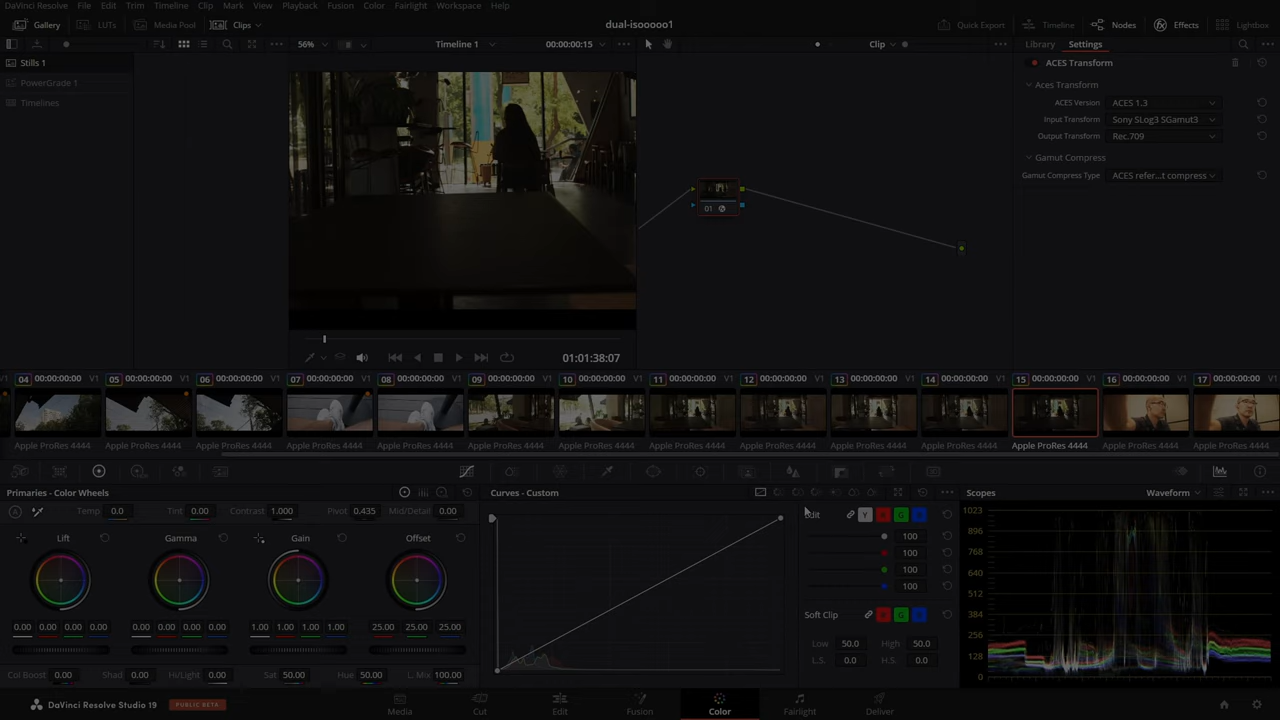 DaVinci Resolve File Edit Trim Timeline Clip Mark View Playback Fusion Color Fairlight Workspace Help
Gallery LUTs Media Pool Clips dual-isooooo1 Quick Export Timeline Nodes Effects Lightbox
56% Timeline 1 00:00:00:15 Clip Library Settings
Stills 1
PowerGrade 1
Timelines
ACES Transform
Aces Transform
ACES Version ACES 1.3
Input Transform Sony SLog3 SGamut3
Output Transform Rec.709
Gamut Compress
Gamut Compress Type ACES refer...t compress
01
01:01:38:07
V1 04 00:00:00:00 V1 05 00:00:00:00 V1 06 00:00:00:00 V1 07 00:00:00:00 V1 08 00:00:00:00 V1 09 00:00:00:00 V1 10 00:00:00:00 V1 11 00:00:00:00 V1 12 00:00:00:00 V1 13 00:00:00:00 V1 14 00:00:00:00 V1 15 00:00:00:00 V1 16 00:00:00:00 V1 17 00:00:00:00 V1
Apple ProRes 4444 Apple ProRes 4444 Apple ProRes 4444 Apple ProRes 4444 Apple ProRes 4444 Apple ProRes 4444 Apple ProRes 4444 Apple ProRes 4444 Apple ProRes 4444 Apple ProRes 4444 Apple ProRes 4444 Apple ProRes 4444 Apple ProRes 4444 Apple ProRes 4444
Primaries - Color Wheels Curves - Custom Scopes Waveform
Temp 0.0 Tint 0.00 Contrast 1.000 Pivot 0.435 Mid/Detail 0.00
Lift Gamma Gain Offset
0.00 0.00 0.00 0.00 0.00 0.00 0.00 0.00 1.00 1.00 1.00 1.00 25.00 25.00 25.00
Col Boost 0.00 Shad 0.00 Hi/Light 0.00 Sat 50.00 Hue 50.00 L. Mix 100.00
Edit Y R G B
100
100
100
100
Soft Clip R G B
Low 50.0 High 50.0
L.S. 0.0 H.S. 0.0
1023
896
768
640
512
384
256
128
0
DaVinci Resolve Studio 19 PUBLIC BETA Media Cut Edit Fusion Color Fairlight Deliver